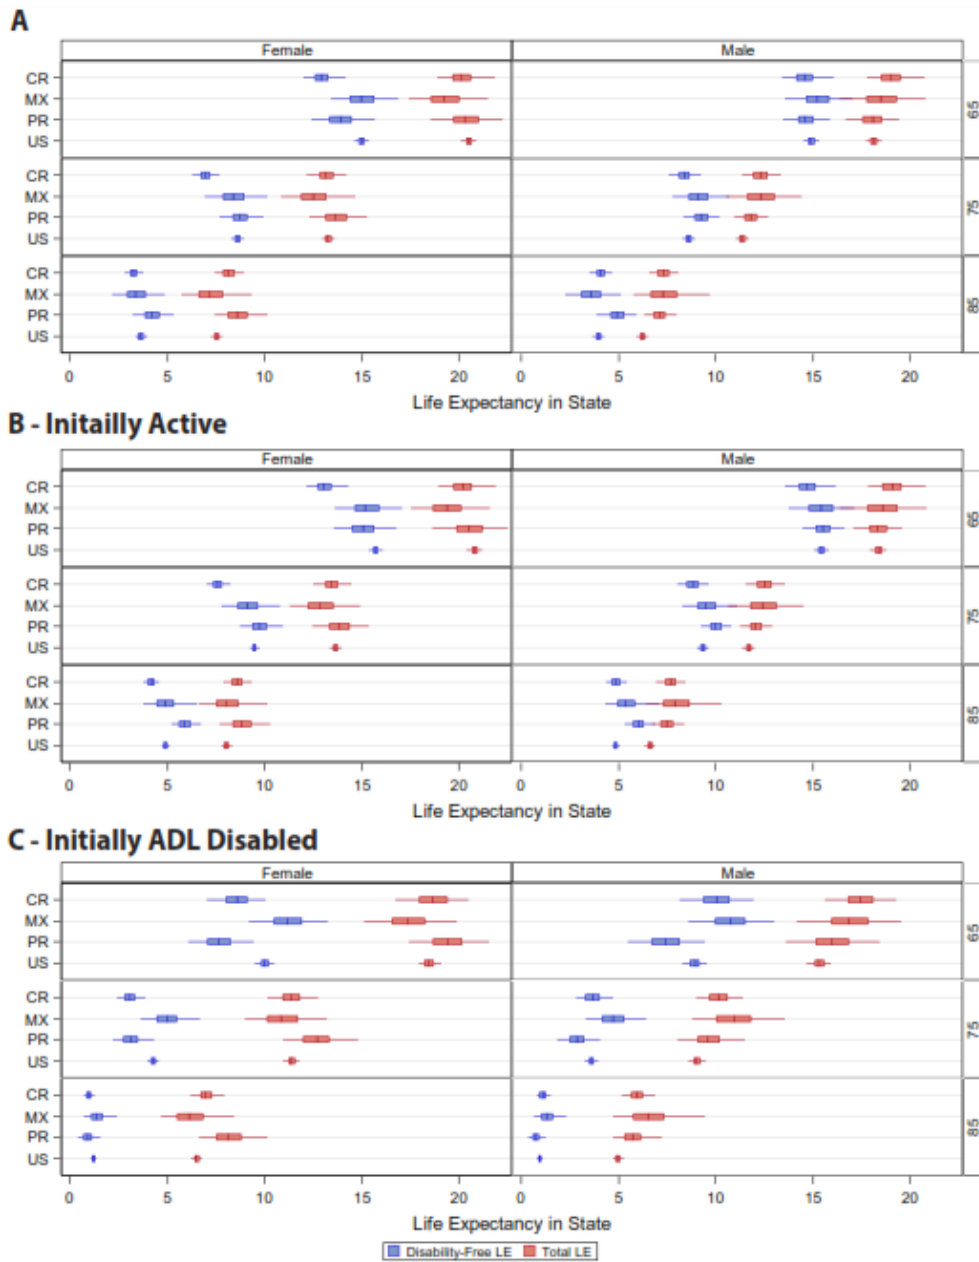 A
Female Male
CR
MX
PR
US
65
CR
MX
PR
US
75
CR
MX
PR
US
85
0 5 10 15 20 0 5 10 15 20
Life Expectancy in State
B - Initailly Active
Female Male
CR
MX
PR
US
65
CR
MX
PR
US
75
CR
MX
PR
US
85
0 5 10 15 20 0 5 10 15 20
Life Expectancy in State
C - Initially ADL Disabled
Female Male
CR
MX
PR
US
65
CR
MX
PR
US
75
CR
MX
PR
US
85
0 5 10 15 20 0 5 10 15 20
Life Expectancy in State
Disability-Free LE Total LE